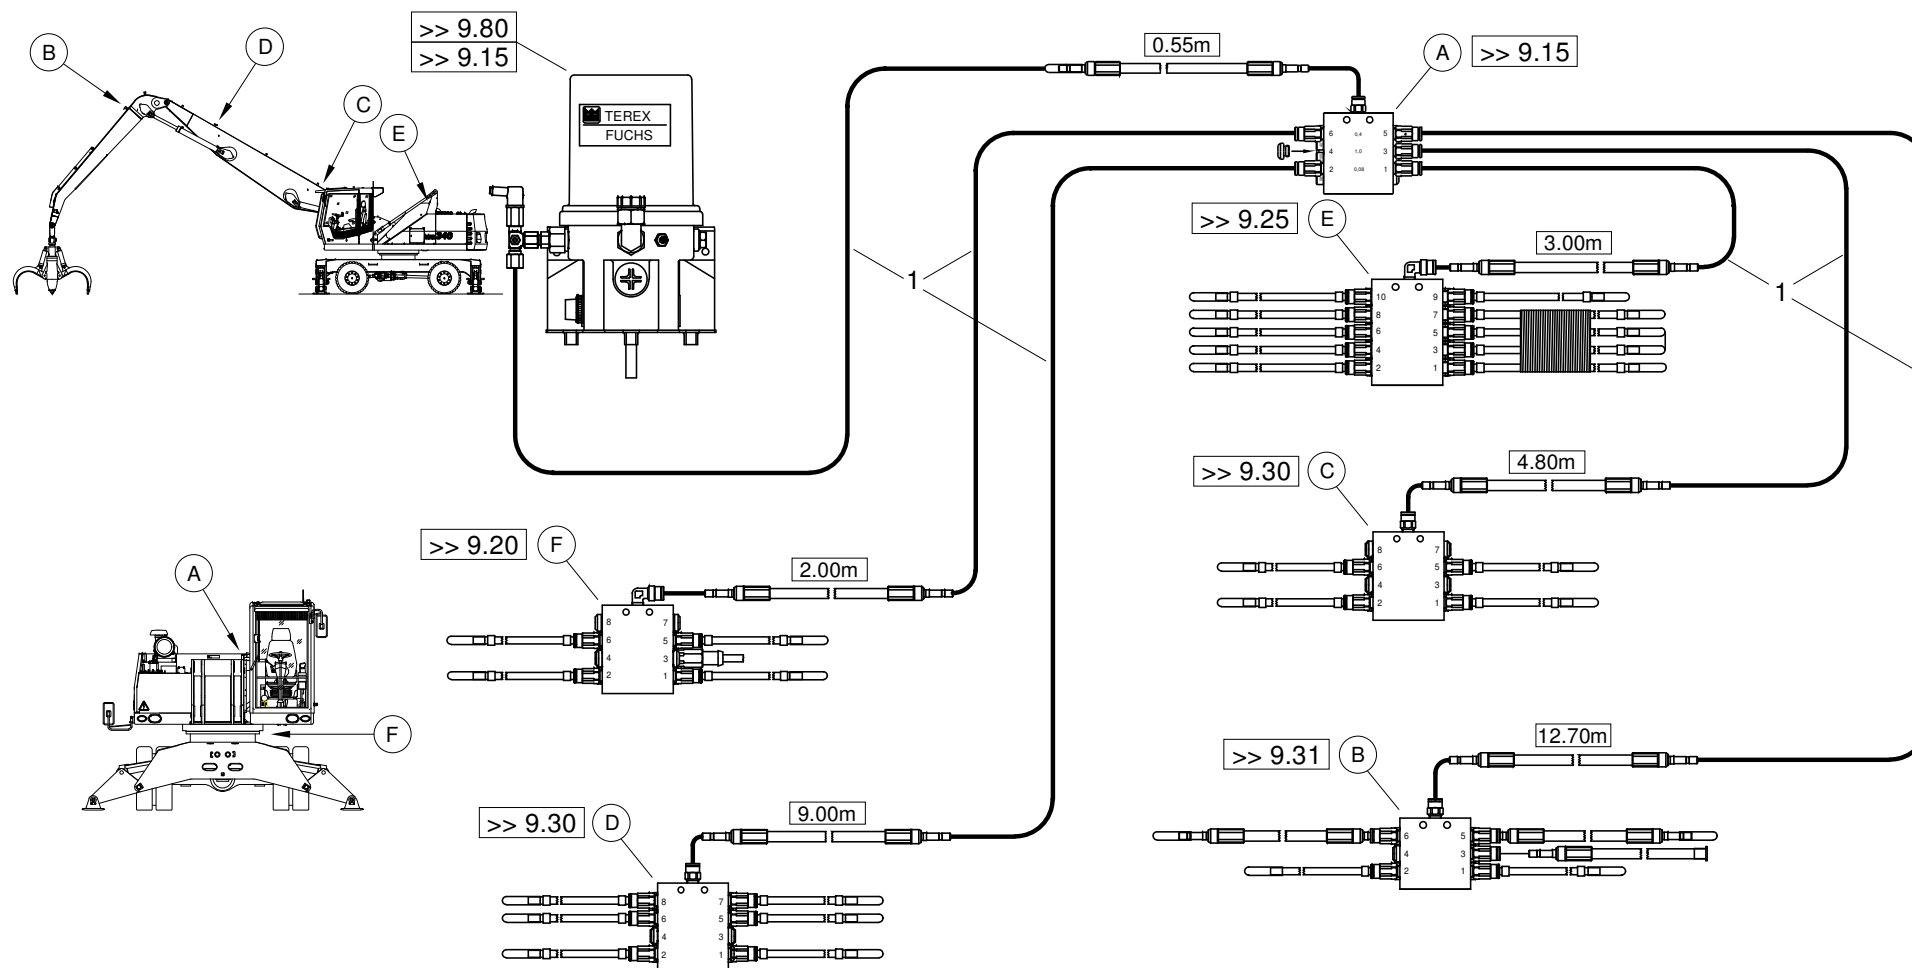 B
D
C
E
>> 9.80
>> 9.15
TEREX
FUCHS
0.55m
A
>> 9.15
6 0,4 5
4 1,0 3
2 0,08 1
>> 9.25
E
3.00m
10 9
8 7
6 5
4 3
2 1
1
1
>> 9.30
C
4.80m
8 7
6 5
4 3
2 1
>> 9.20
F
2.00m
8 7
6 5
4 3
2 1
A
F
>> 9.31
B
12.70m
6 5
4 3
2 1
>> 9.30
D
9.00m
8 7
6 5
4 3
2 1